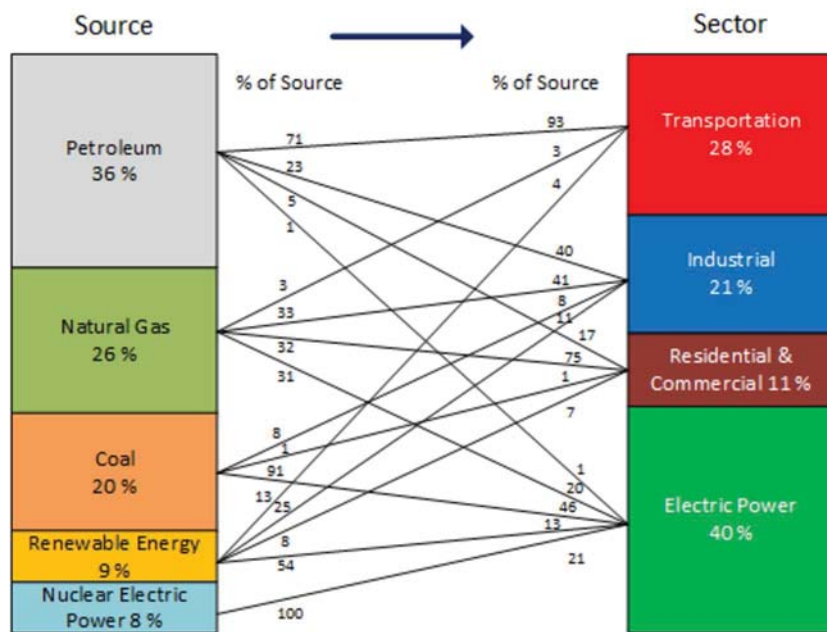 Source
Sector
% of Source
% of Source
Petroleum
36 %
Natural Gas
26 %
Coal
20 %
Renewable Energy
9 %
Nuclear Electric
Power 8 %
71
23
5
1
3
33
32
31
8
1
91
13
25
8
54
100
93
3
4
40
41
8
11
17
75
1
7
1
20
46
13
21
Transportation
28 %
Industrial
21 %
Residential &
Commercial 11 %
Electric Power
40 %